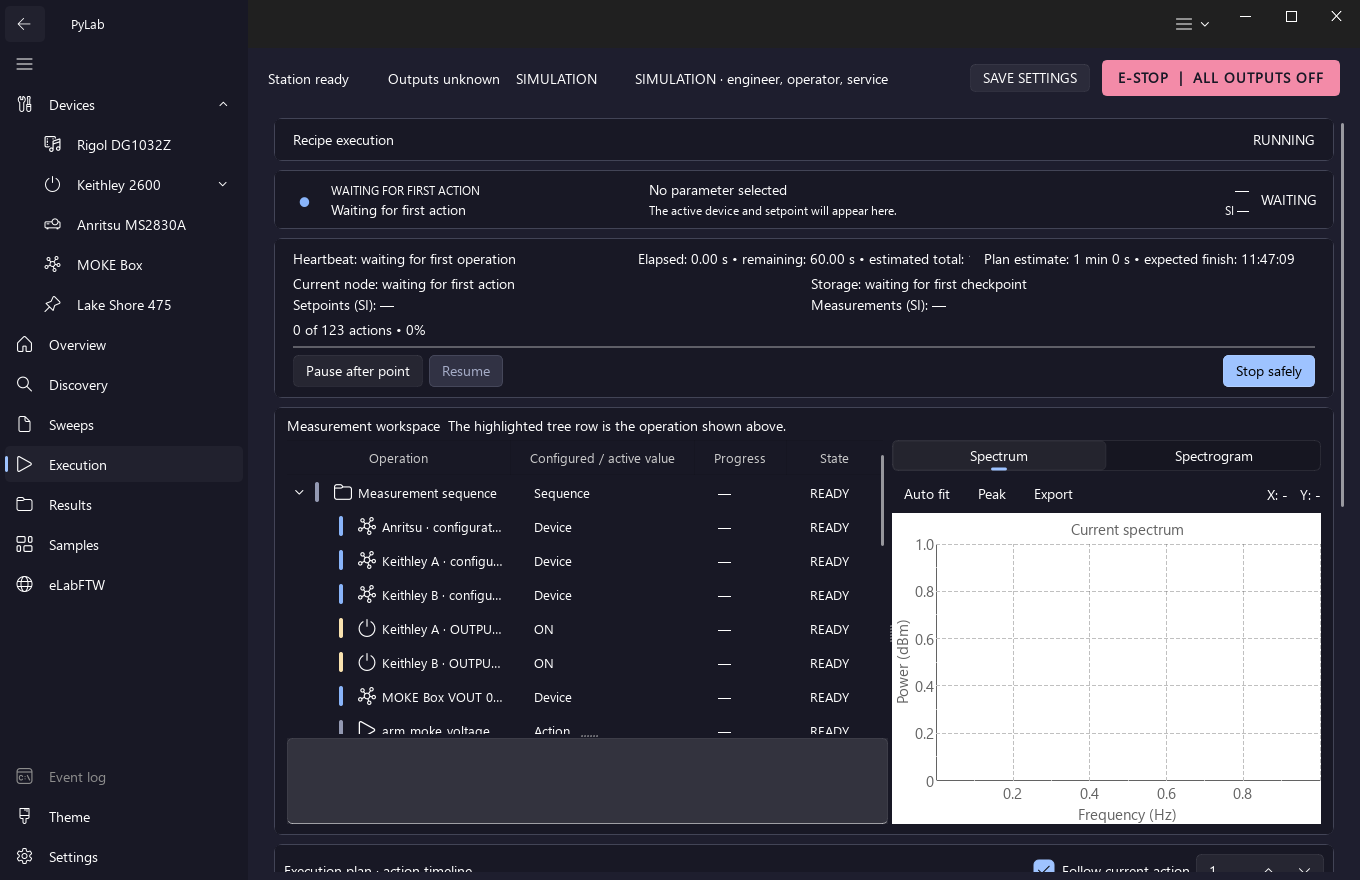 PyLab
Devices
Rigol DG1032Z
Keithley 2600
Anritsu MS2830A
MOKE Box
Lake Shore 475
Overview
Discovery
Sweeps
Execution
Results
Samples
eLabFTW
Event log
Theme
Settings
Station ready Outputs unknown SIMULATION SIMULATION · engineer, operator, service SAVE SETTINGS E-STOP | ALL OUTPUTS OFF
Recipe execution RUNNING
WAITING FOR FIRST ACTION No parameter selected —
Waiting for first action The active device and setpoint will appear here. SI — WAITING
Heartbeat: waiting for first operation Elapsed: 0.00 s • remaining: 60.00 s • estimated total: Plan estimate: 1 min 0 s • expected finish: 11:47:09
Current node: waiting for first action Storage: waiting for first checkpoint
Setpoints (SI): — Measurements (SI): —
0 of 123 actions • 0%
Pause after point Resume Stop safely
Measurement workspace The highlighted tree row is the operation shown above.
Operation Configured / active value Progress State
Measurement sequence Sequence — READY
Anritsu · configurat... Device — READY
Keithley A · configu... Device — READY
Keithley B · configu... Device — READY
Keithley A · OUTPU... ON — READY
Keithley B · OUTPU... ON — READY
MOKE Box VOUT 0... Device — READY
arm moke voltage Action — READY
Spectrum Spectrogram
Auto fit Peak Export X: - Y: -
Current spectrum
1.0
0.8
0.6
0.4
0.2
0
Power (dBm)
0.2 0.4 0.6 0.8
Frequency (Hz)
Execution plan · action timeline Follow current action 1